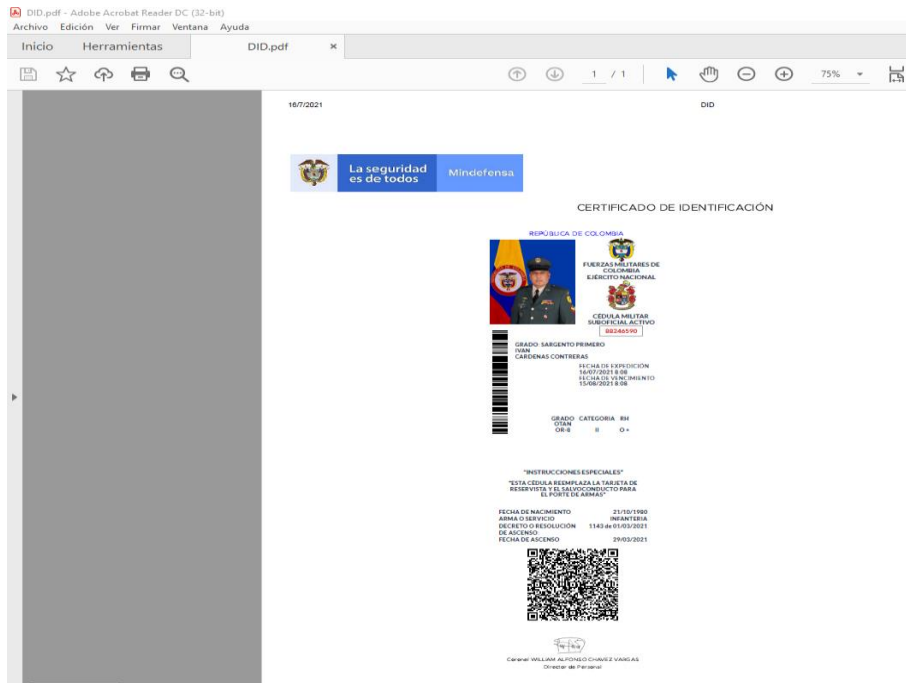 DID.pdf - Adobe Acrobat Reader DC (32-bit)
Archivo Edición Ver Firmar Ventana Ayuda
Inicio Herramientas DID.pdf ×
1 / 1 75%
16/7/2021 DID
La seguridad
es de todos
Mindefensa
CERTIFICADO DE IDENTIFICACIÓN
REPÚBLICA DE COLOMBIA
FUERZAS MILITARES DE
COLOMBIA
EJÉRCITO NACIONAL
CÉDULA MILITAR
SUBOFICIAL ACTIVO
88246590
GRADO SARGENTO PRIMERO
IVAN
CARDENAS CONTRERAS
FECHA DE EXPEDICIÓN
16/07/2021 8:08
FECHA DE VENCIMIENTO
15/08/2021 8:08
GRADO CATEGORIA RH
OTAN
OR-8 II O+
"INSTRUCCIONES ESPECIALES"
"ESTA CÉDULA REEMPLAZA LA TARJETA DE
RESERVISTA Y EL SALVOCONDUCTO PARA
EL PORTE DE ARMAS"
FECHA DE NACIMIENTO 21/10/1980
ARMA O SERVICIO INFANTERIA
DECRETO O RESOLUCIÓN 1143 de 01/03/2021
DE ASCENSO
FECHA DE ASCENSO 29/03/2021
Coronel WILLIAM ALFONSO CHAVEZ VARGAS
Director de Personal